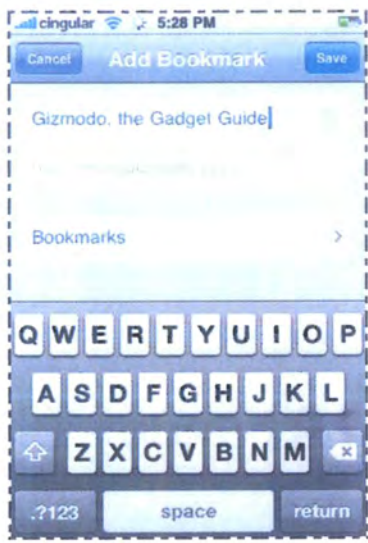 cingular 5:28 PM
Cancel Add Bookmark Save
Gizmodo, the Gadget Guide
Bookmarks
Q W E R T Y U I O P
A S D F G H J K L
Z X C V B N M
.?123 space return